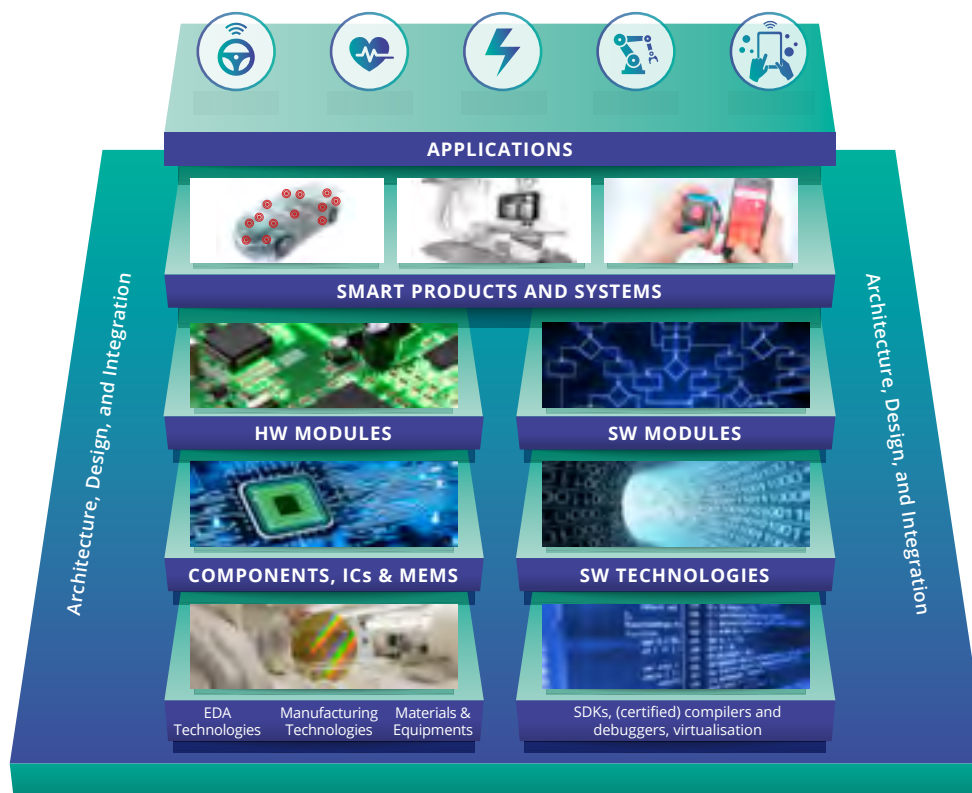 APPLICATIONS
SMART PRODUCTS AND SYSTEMS
Architecture, Design, and Integration
Architecture, Design, and Integration
HW MODULES
SW MODULES
COMPONENTS, ICs & MEMS
SW TECHNOLOGIES
EDA
Technologies
Manufacturing
Technologies
Materials &
Equipments
SDKs, (certified) compilers and
debuggers, virtualisation